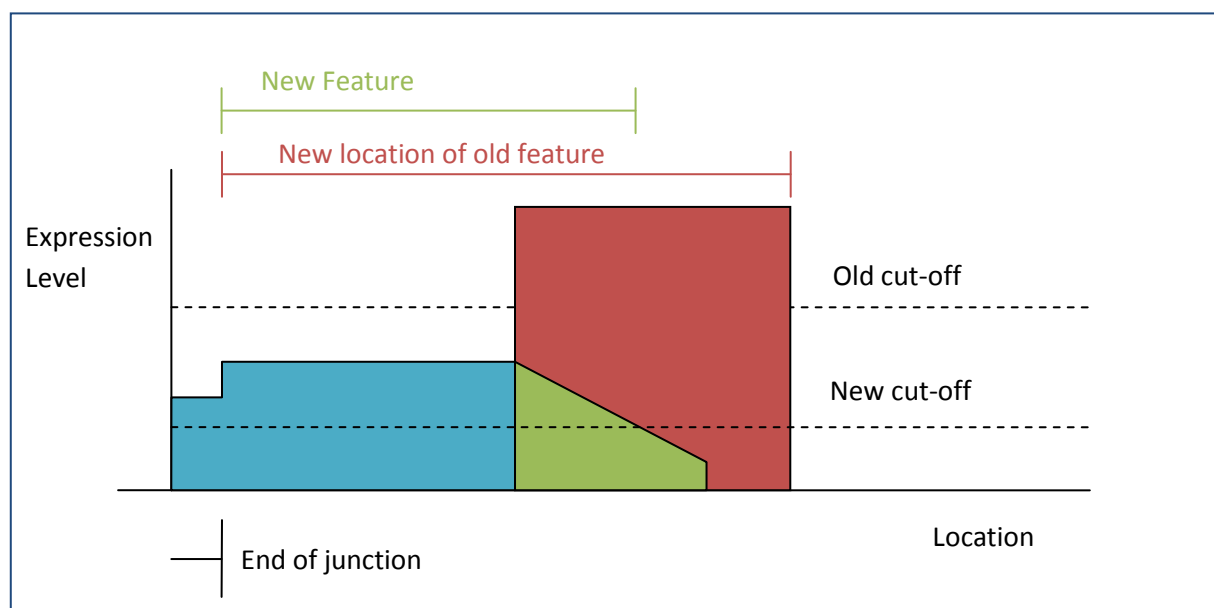 New Feature
New location of old feature
Expression
Level
Old cut-off
New cut-off
Location
End of junction